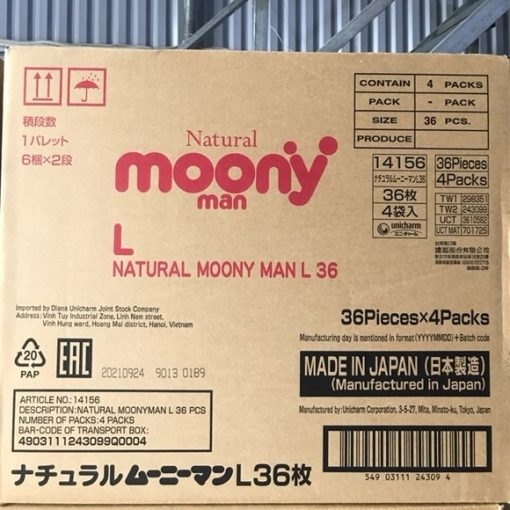 CONTAIN 4 PACKS
PACK - PACK
SIZE 36 PCS.
PRODUCE
積段数
1パレット
6梱×2段
Natural
moony
man
14156
ナチュラルムーニーマンL36
36枚
4袋入
unicharm
ユニ・チャーム
36Pieces
4Packs
TW1 298351
TW2 243099
UCT 3610582
UCT MAT 701725
L
NATURAL MOONY MAN L 36
Imported by Diana Unicharm Joint Stock Company
Address: Vinh Tuy Industrial Zone, Linh Nam street,
Vinh Hung ward, Hoang Mai district, Hanoi, Vietnam
36Pieces×4Packs
Manufacturing day is mentioned in format (YYYYMMDD) + Batch code
20
PAP
EAC
20210924 9013 0189
MADE IN JAPAN (日本製造)
(Manufactured in Japan)
Manufactured by: Unicharm Corporation, 3-5-27, Mita, Minato-ku, Tokyo, Japan
ARTICLE NO.: 14156
DESCRIPTION: NATURAL MOONYMAN L 36 PCS
NUMBER OF PACKS: 4 PACKS
BAR-CODE OF TRANSPORT BOX:
4903111243099Q0004
ナチュラル ムーニーマン L36枚
549 03111 24309 4